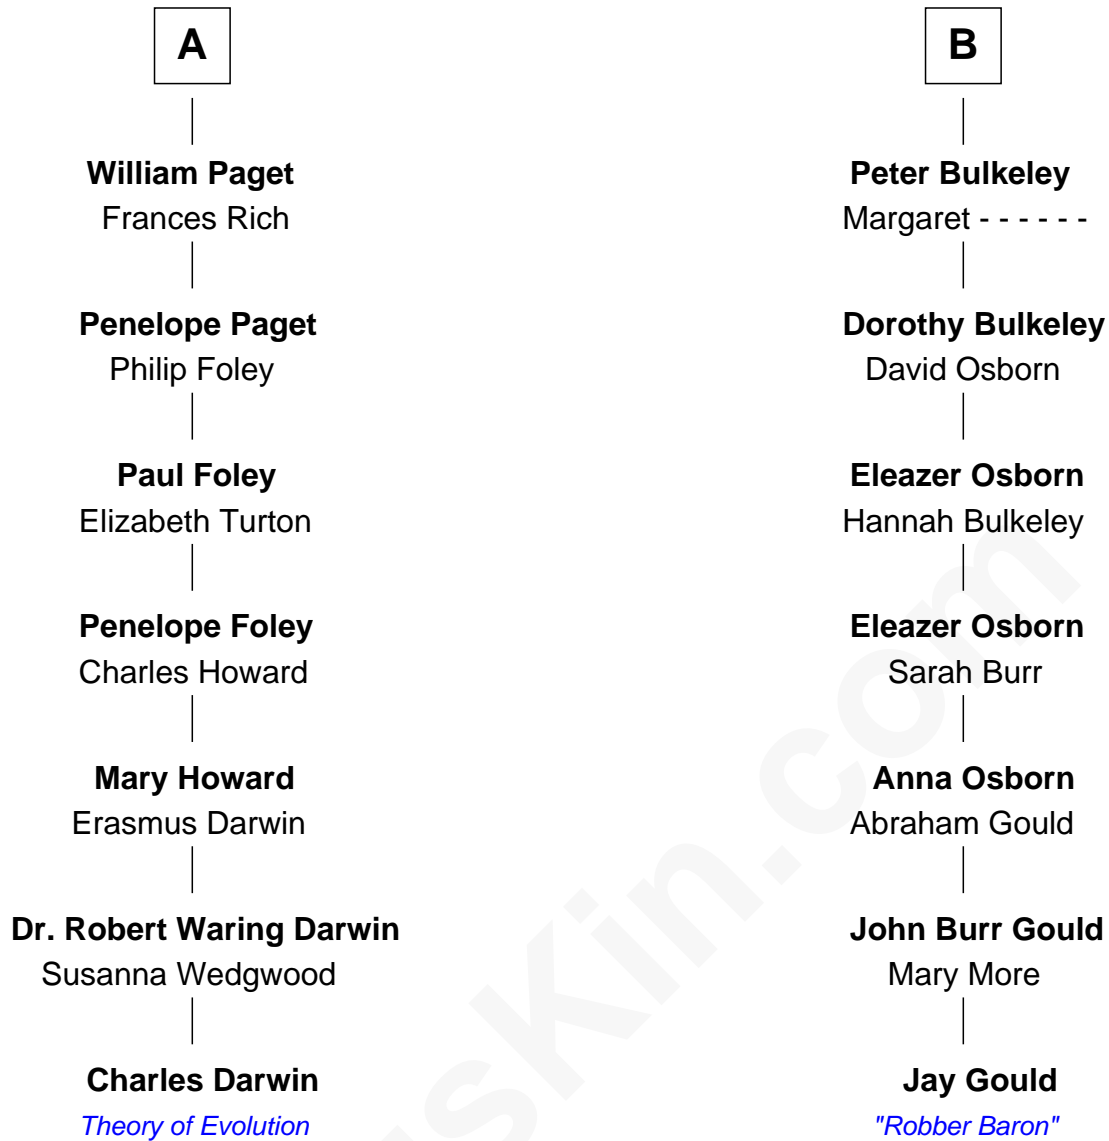 A
William Paget
Frances Rich
Penelope Paget
Philip Foley
Paul Foley
Elizabeth Turton
Penelope Foley
Charles Howard
Mary Howard
Erasmus Darwin
Dr. Robert Waring Darwin
Susanna Wedgwood
Charles Darwin
Theory of Evolution
B
Peter Bulkeley
Margaret - - - - - -
Dorothy Bulkeley
David Osborn
Eleazer Osborn
Hannah Bulkeley
Eleazer Osborn
Sarah Burr
Anna Osborn
Abraham Gould
John Burr Gould
Mary More
Jay Gould
"Robber Baron"